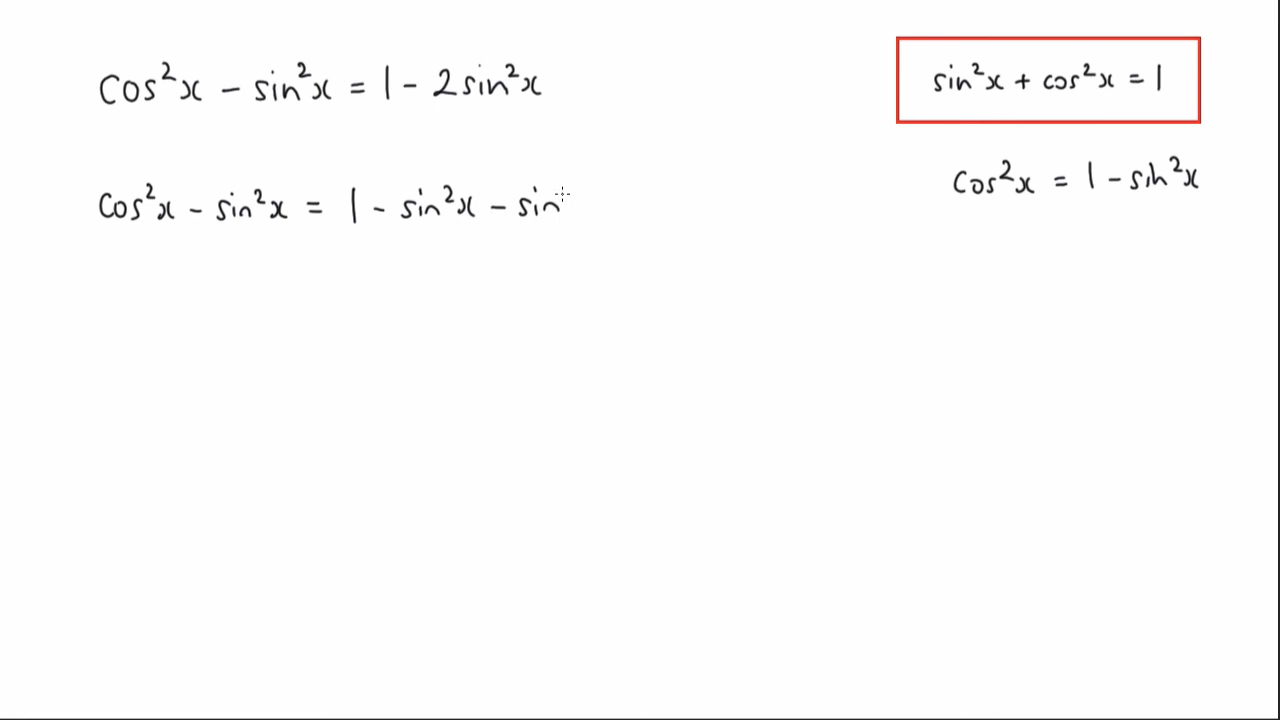 Cos²x − sin²x = 1 − 2sin²x
sin²x + cos²x = 1
Cos²x = 1 − sin²x
Cos²x − sin²x = 1 − sin²x − sin